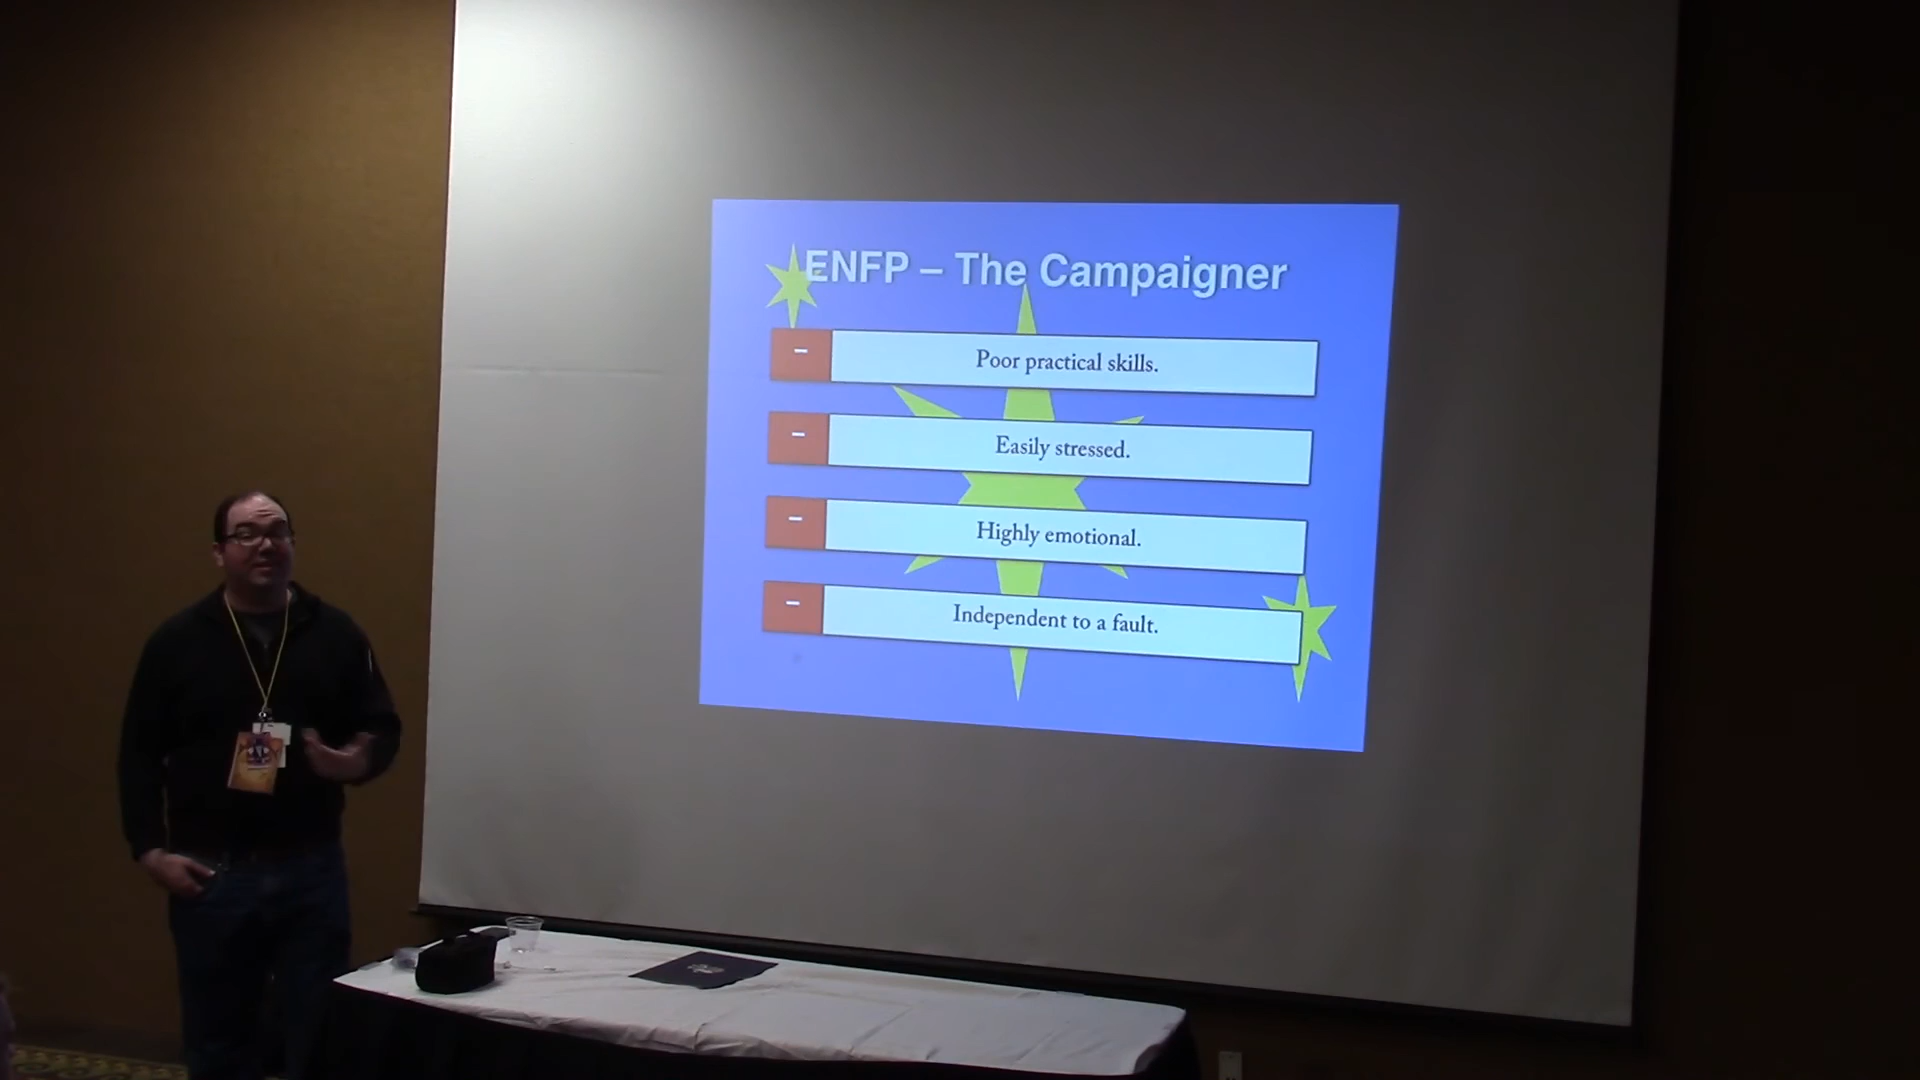 ENFP – The Campaigner
– Poor practical skills.
– Easily stressed.
– Highly emotional.
– Independent to a fault.